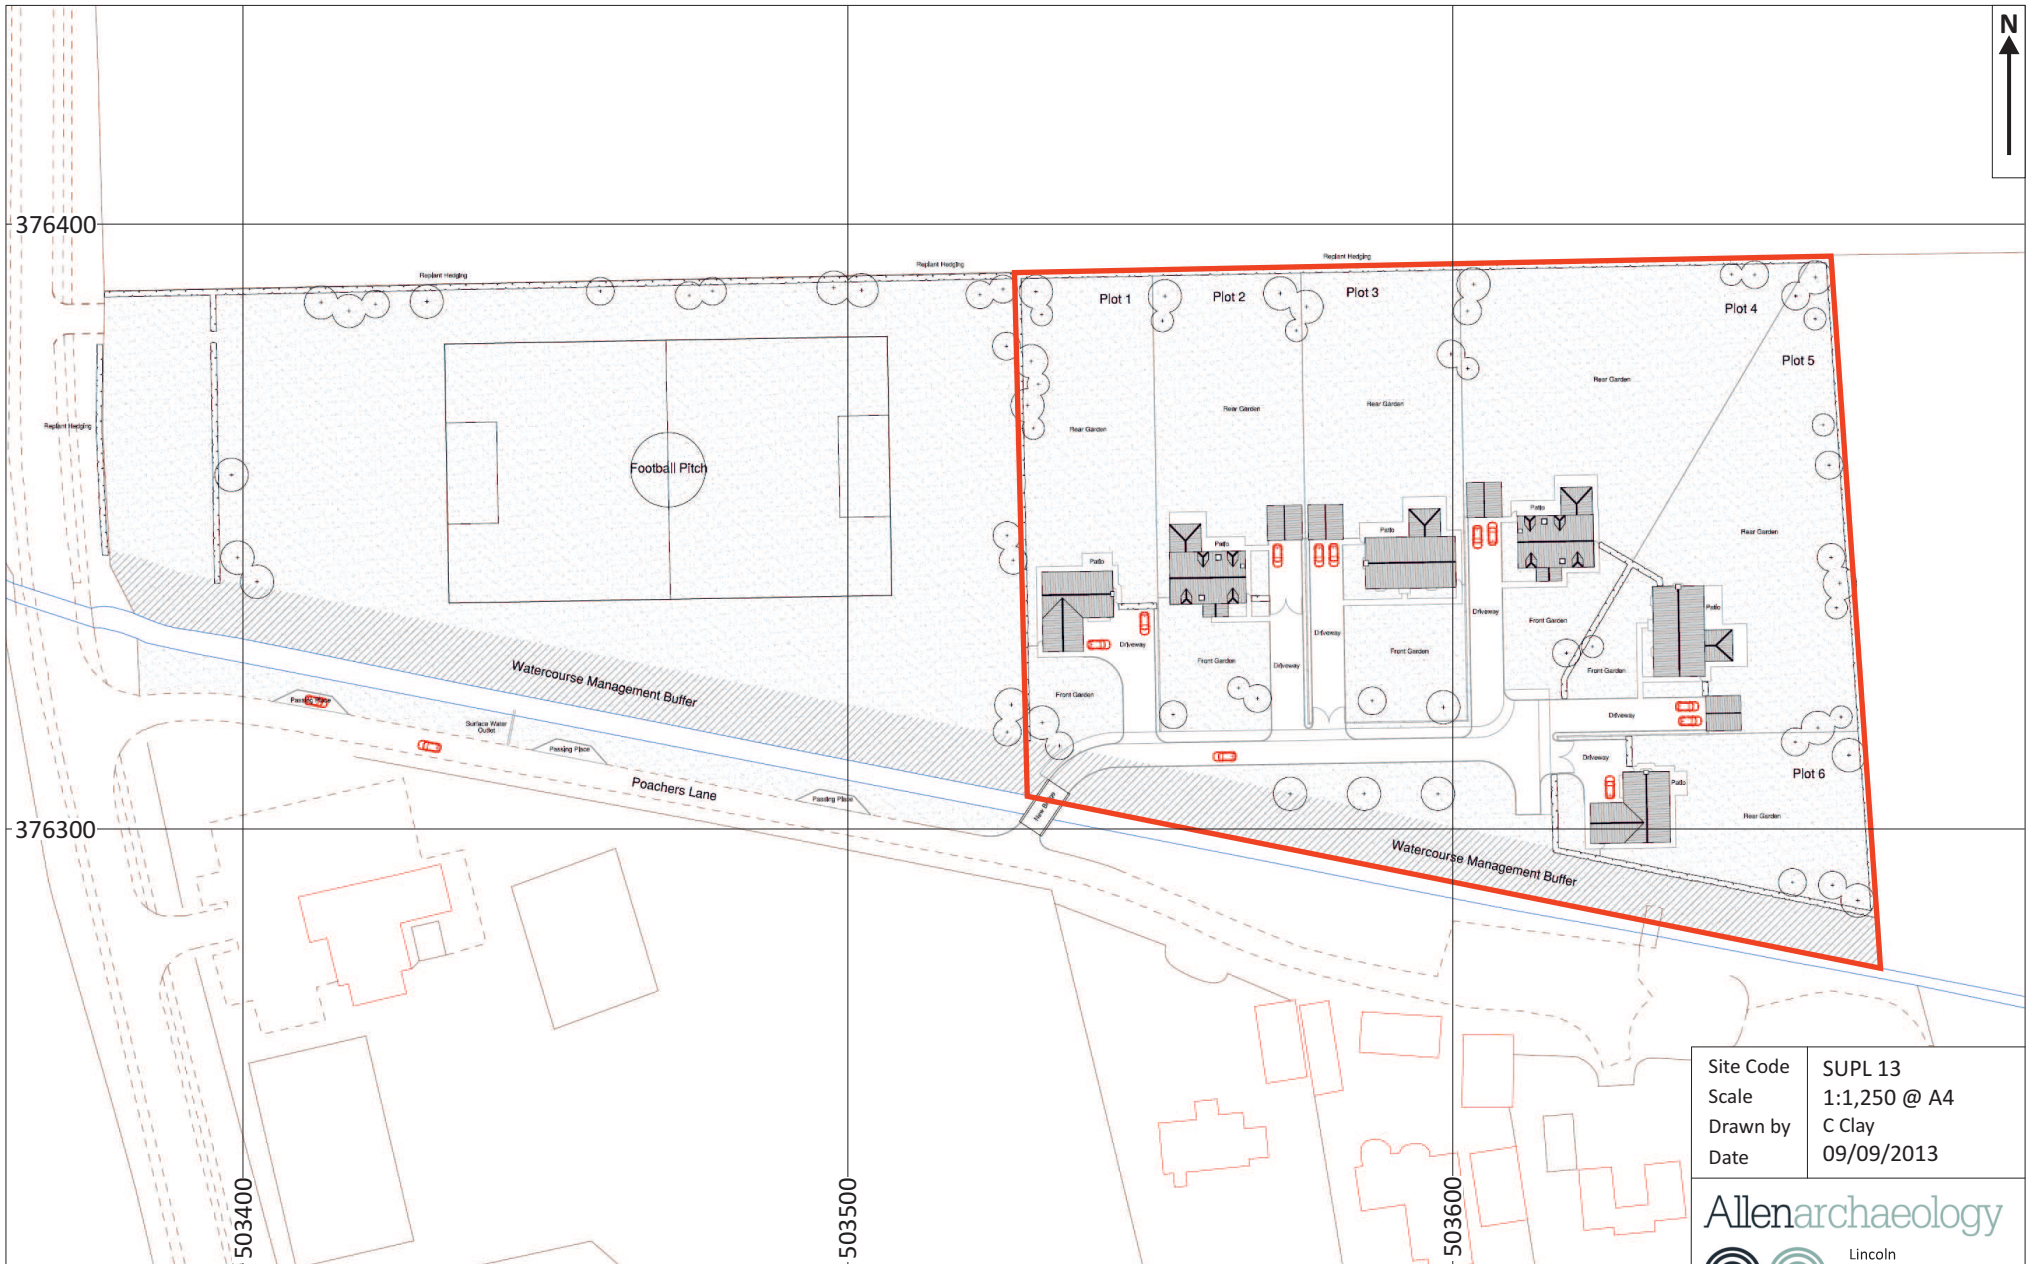 N
376400
Replant Hedging
Replant Hedging
Replant Hedging
Plot 1
Plot 2
Plot 3
Plot 4
Plot 5
Rear Garden
Rear Garden
Rear Garden
Rear Garden
Replant Hedging
Football Pitch
Patio
Patio
Patio
Patio
Rear Garden
Driveway
Driveway
Driveway
Driveway
Front Garden
Patio
Front Garden
Front Garden
Front Garden
Front Garden
Watercourse Management Buffer
Passing Place
Surface Water
Outlet
Passing Place
Driveway
Driveway
Patio
Plot 6
Poachers Lane
Passing Place
New Bridge
Rear Garden
376300
Watercourse Management Buffer
503400
503500
503600
Site Code SUPL 13
Scale 1:1,250 @ A4
Drawn by C Clay
Date 09/09/2013
Allenarchaeology
Lincoln